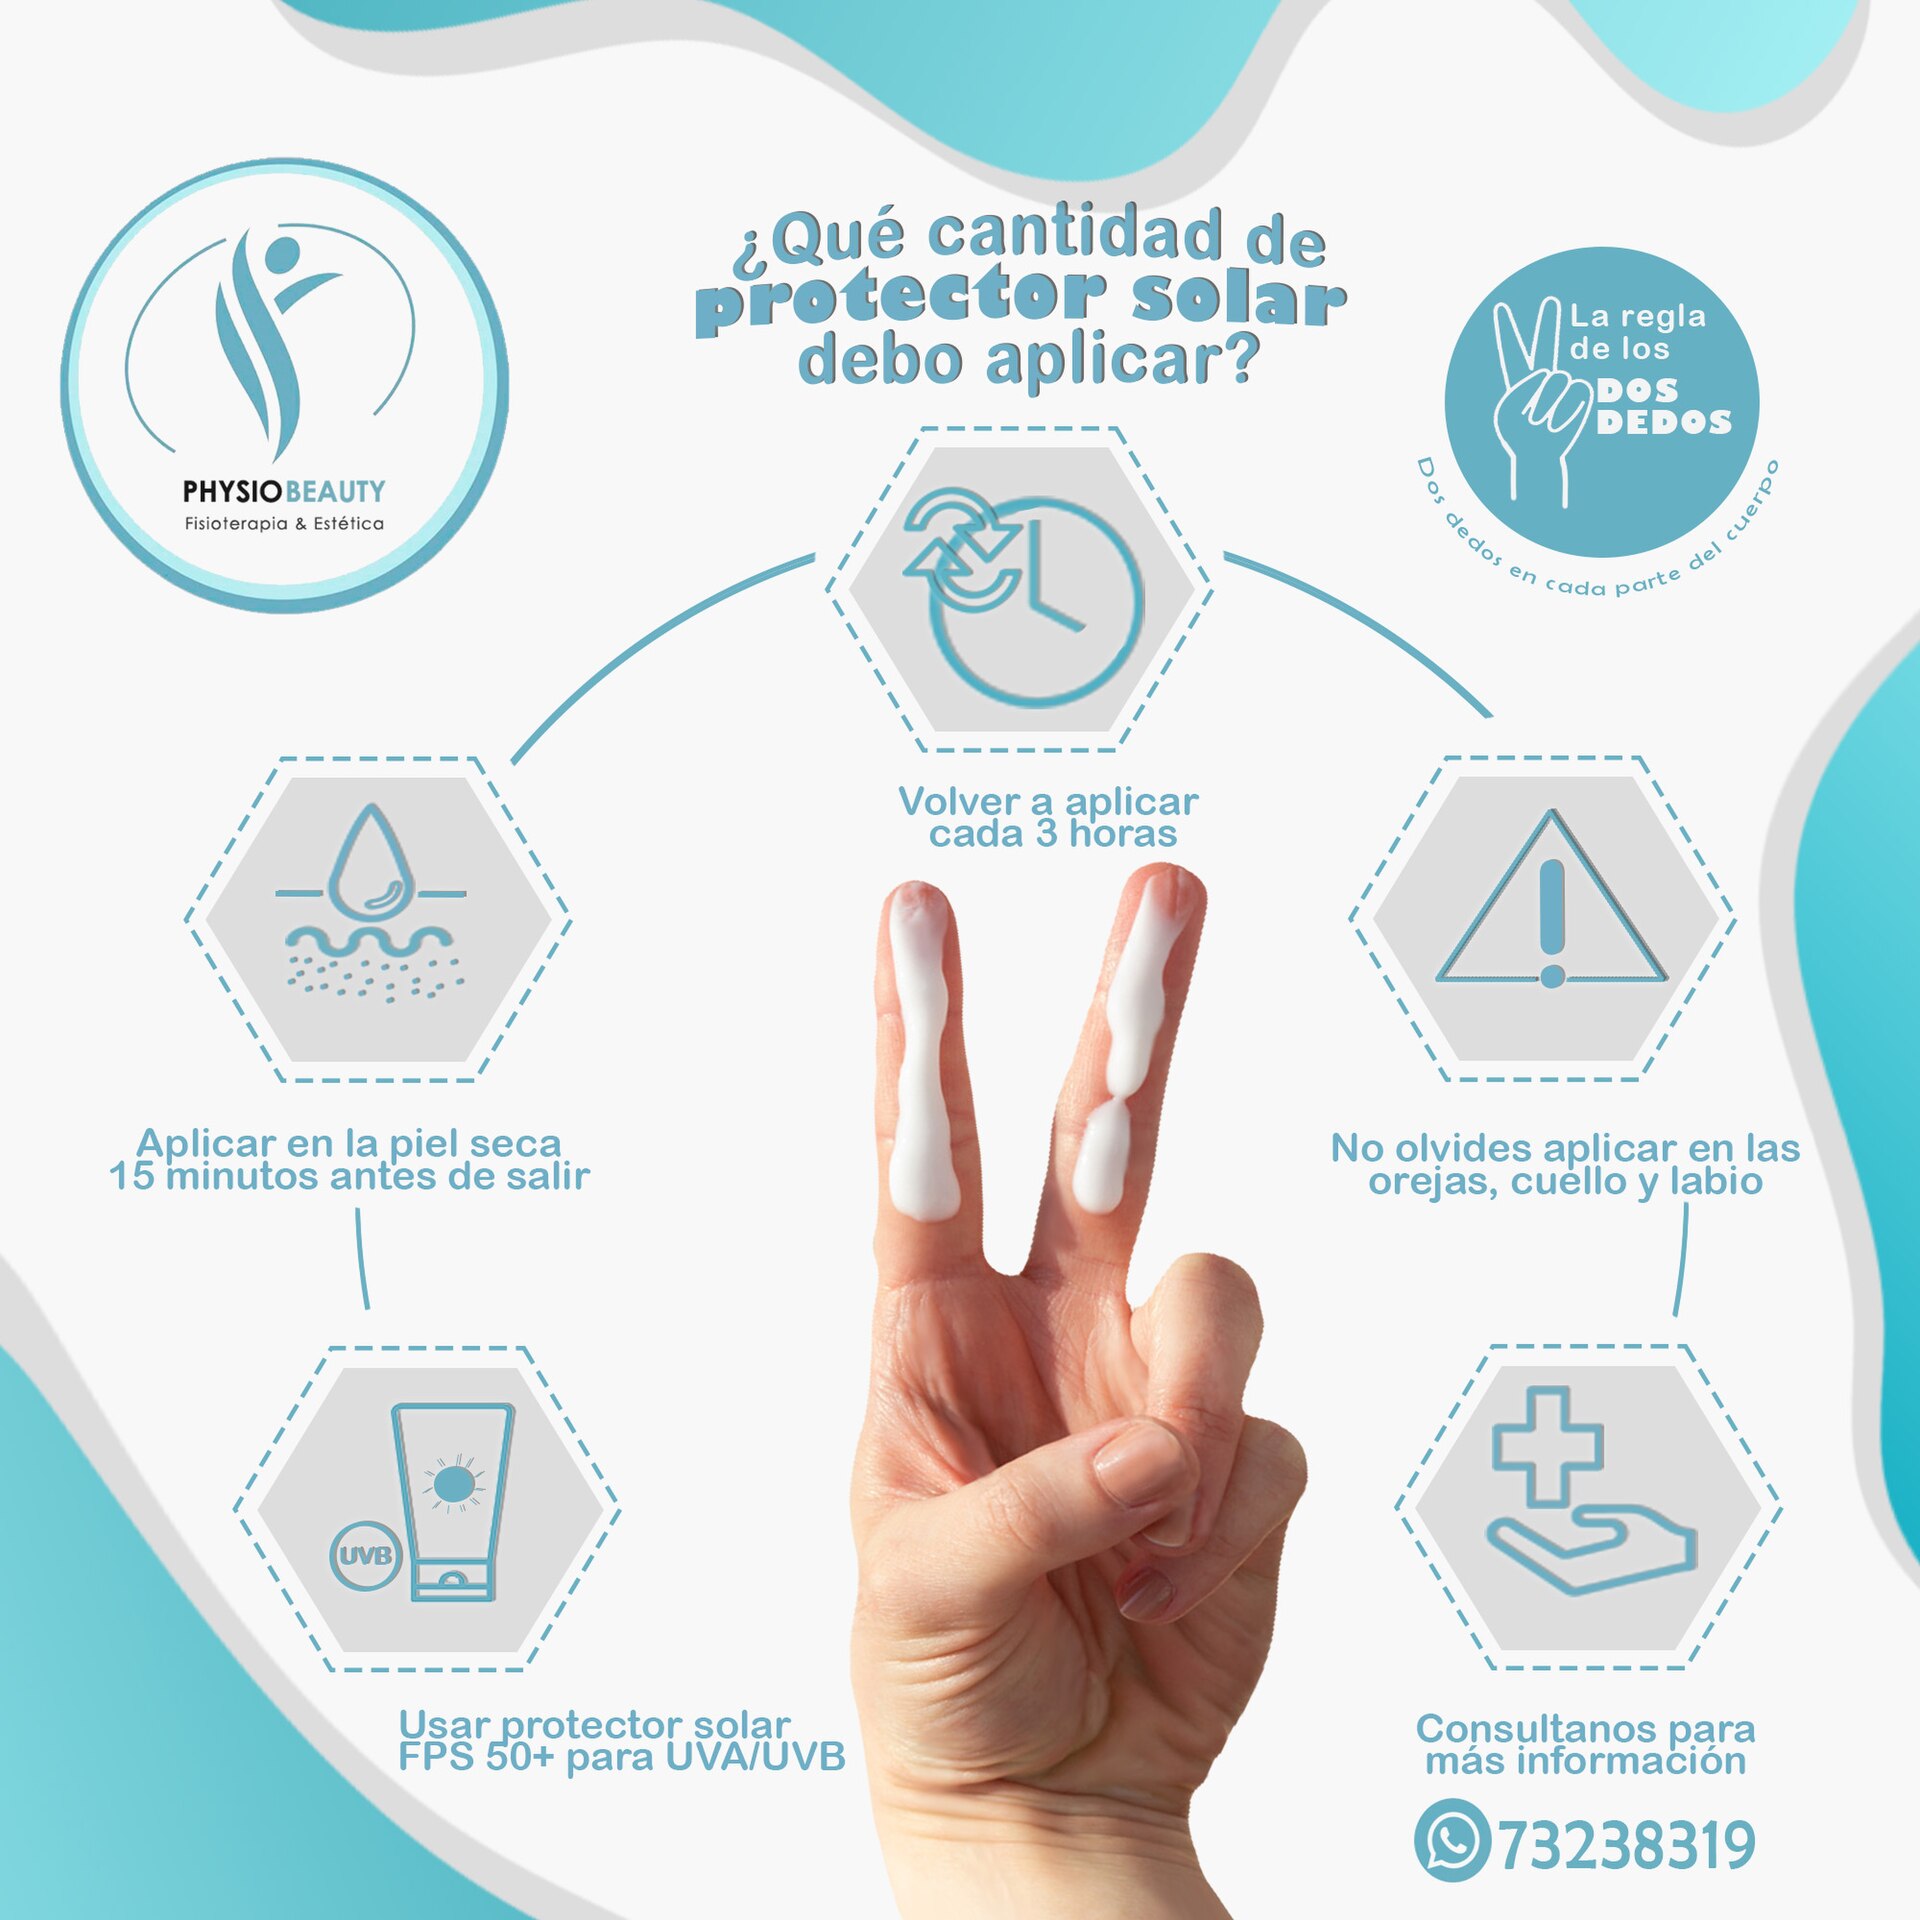 PHYSIOBEAUTY
Fisioterapia & Estética
¿Qué cantidad de
protector solar
debo aplicar?
La regla
de los
DOS
DEDOS
Dos dedos en cada parte del cuerpo
Volver a aplicar
cada 3 horas
Aplicar en la piel seca
15 minutos antes de salir
No olvides aplicar en las
orejas, cuello y labio
UVB
Usar protector solar
FPS 50+ para UVA/UVB
Consultanos para
más información
73238319